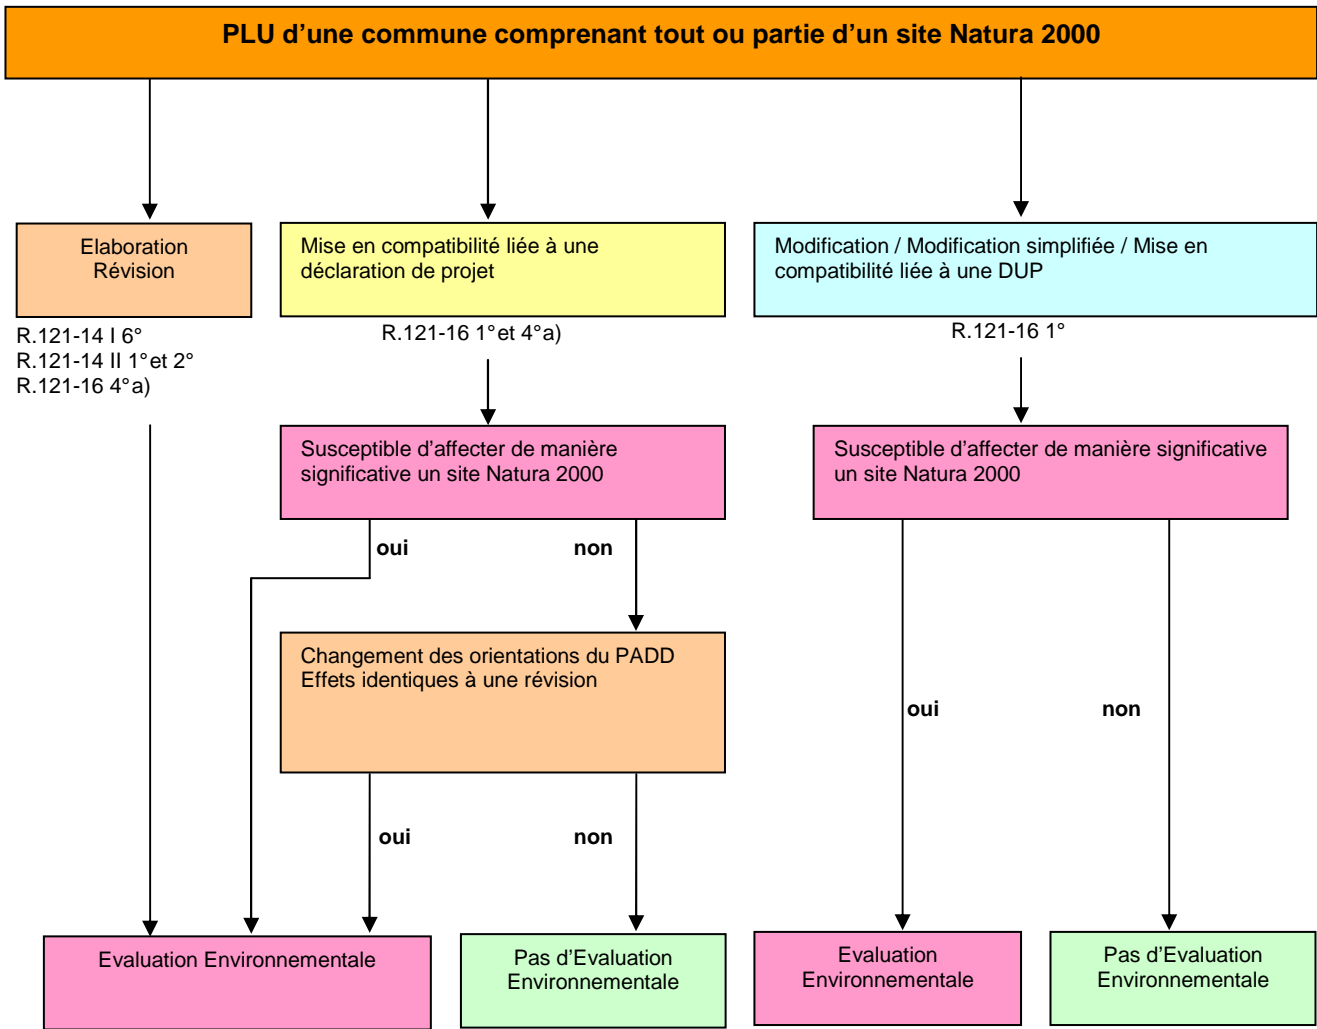 PLU d'une commune comprenant tout ou partie d'un site Natura 2000
Elaboration
Révision
Mise en compatibilité liée à une
déclaration de projet
Modification / Modification simplifiée / Mise en
compatibilité liée à une DUP
R.121-14 I 6°
R.121-14 II 1°et 2°
R.121-16 4°a)
R.121-16 1°et 4°a)
R.121-16 1°
Susceptible d'affecter de manière
significative un site Natura 2000
Susceptible d'affecter de manière significative
un site Natura 2000
oui
non
Changement des orientations du PADD
Effets identiques à une révision
oui
non
oui
non
Evaluation Environnementale
Pas d'Evaluation
Environnementale
Evaluation
Environnementale
Pas d'Evaluation
Environnementale